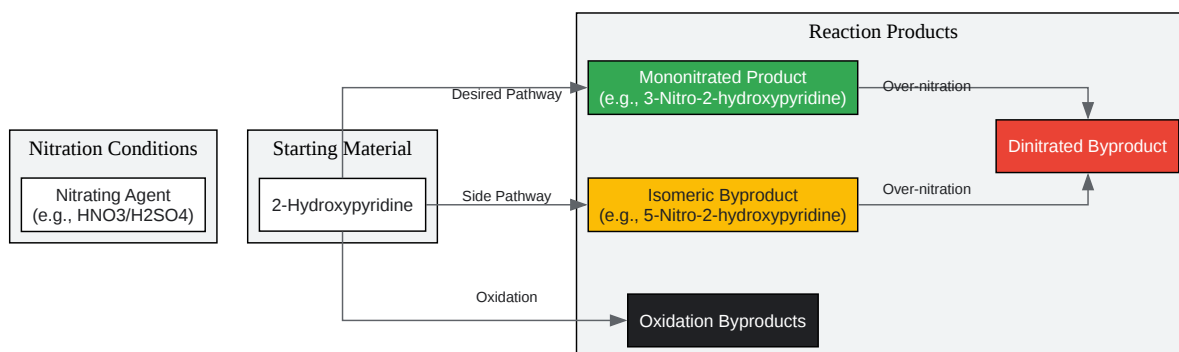 Reaction Products
Mononitrated Product
(e.g., 3-Nitro-2-hydroxypyridine)
Desired Pathway
Over-nitration
Nitration Conditions
Starting Material
Dinitrated Byproduct
Nitrating Agent
(e.g., HNO3/H2SO4)
2-Hydroxypyridine
Side Pathway
Isomeric Byproduct
(e.g., 5-Nitro-2-hydroxypyridine)
Over-nitration
Oxidation
Oxidation Byproducts